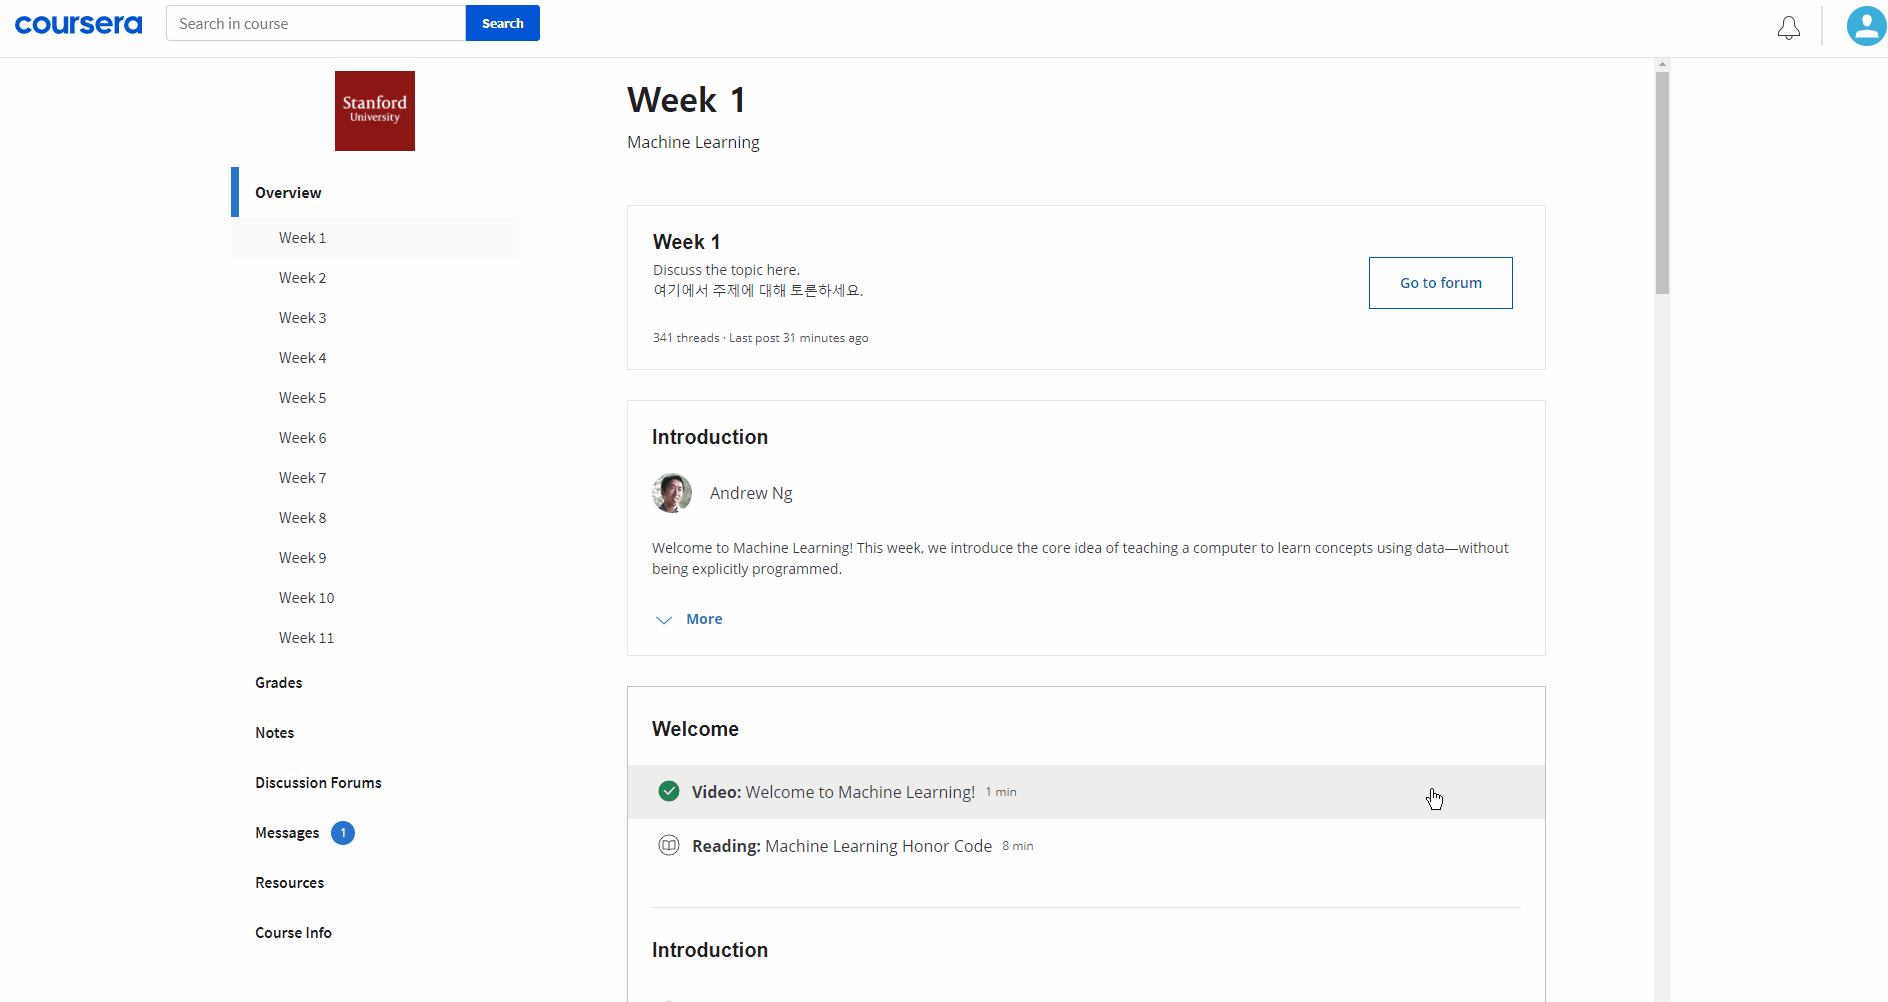 coursera
Search in course
Search
Stanford
University
Overview
Week 1
Week 2
Week 3
Week 4
Week 5
Week 6
Week 7
Week 8
Week 9
Week 10
Week 11
Grades
Notes
Discussion Forums
Messages 1
Resources
Course Info
Week 1
Machine Learning
Week 1
Discuss the topic here.
여기에서 주제에 대해 토론하세요.
341 threads · Last post 31 minutes ago
Go to forum
Introduction
Andrew Ng
Welcome to Machine Learning! This week, we introduce the core idea of teaching a computer to learn concepts using data—without
being explicitly programmed.
More
Welcome
Video: Welcome to Machine Learning! 1 min
Reading: Machine Learning Honor Code 8 min
Introduction